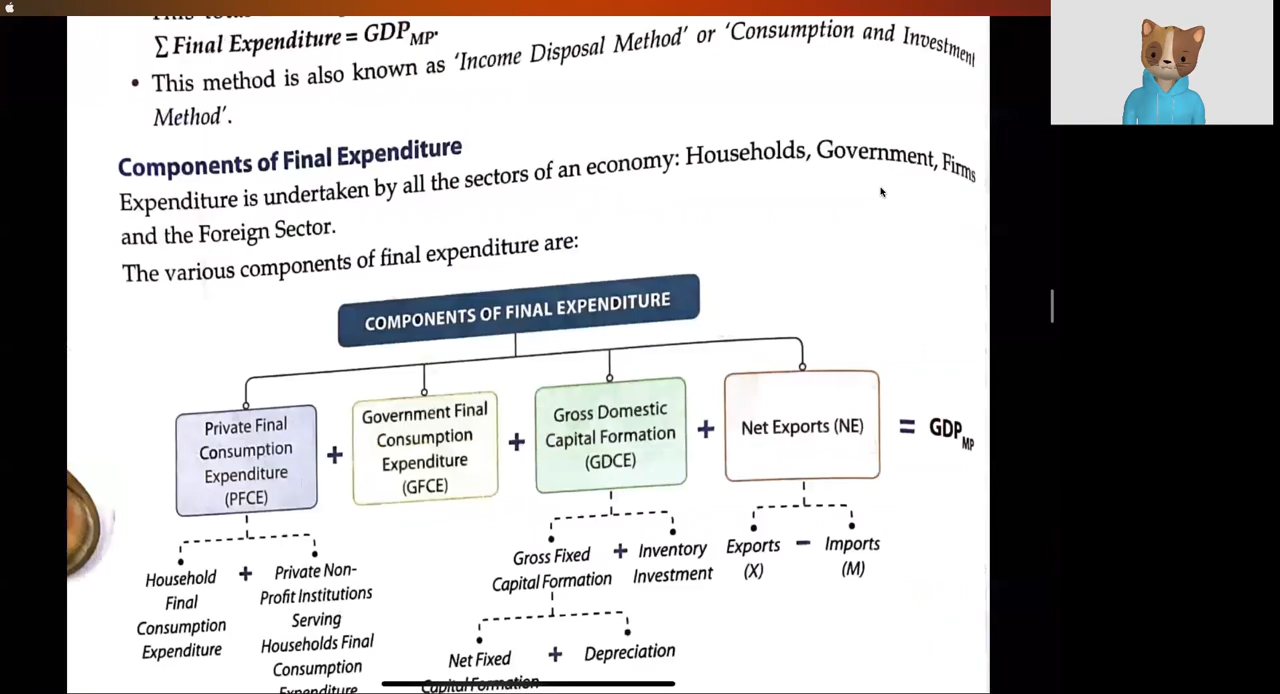 ∑ Final Expenditure = GDPMP.
• This method is also known as 'Income Disposal Method' or 'Consumption and Investment
Method'.
Components of Final Expenditure
Expenditure is undertaken by all the sectors of an economy: Households, Government, Firms
and the Foreign Sector.
The various components of final expenditure are:
COMPONENTS OF FINAL EXPENDITURE
Private Final
Consumption
Expenditure
(PFCE)
+
Government Final
Consumption
Expenditure
(GFCE)
+
Gross Domestic
Capital Formation
(GDCE)
+
Net Exports (NE)
= GDPMP
Household
Final
Consumption
Expenditure
+
Private Non-
Profit Institutions
Serving
Households Final
Consumption
Expenditure
Gross Fixed
Capital Formation
+
Inventory
Investment
Exports
(X)
−
Imports
(M)
Net Fixed
Capital Formation
+
Depreciation